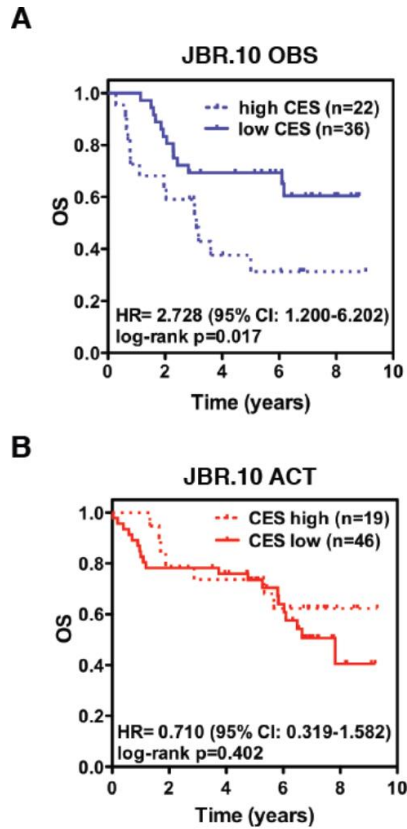 A
JBR.10 OBS
high CES (n=22)
low CES (n=36)
1.0
0.8
0.6
0.4
0.2
0.0
OS
HR= 2.728 (95% CI: 1.200-6.202)
log-rank p=0.017
0 2 4 6 8 10
Time (years)
B
JBR.10 ACT
CES high (n=19)
CES low (n=46)
1.0
0.8
0.6
0.4
0.2
0.0
OS
HR= 0.710 (95% CI: 0.319-1.582)
log-rank p=0.402
0 2 4 6 8 10
Time (years)